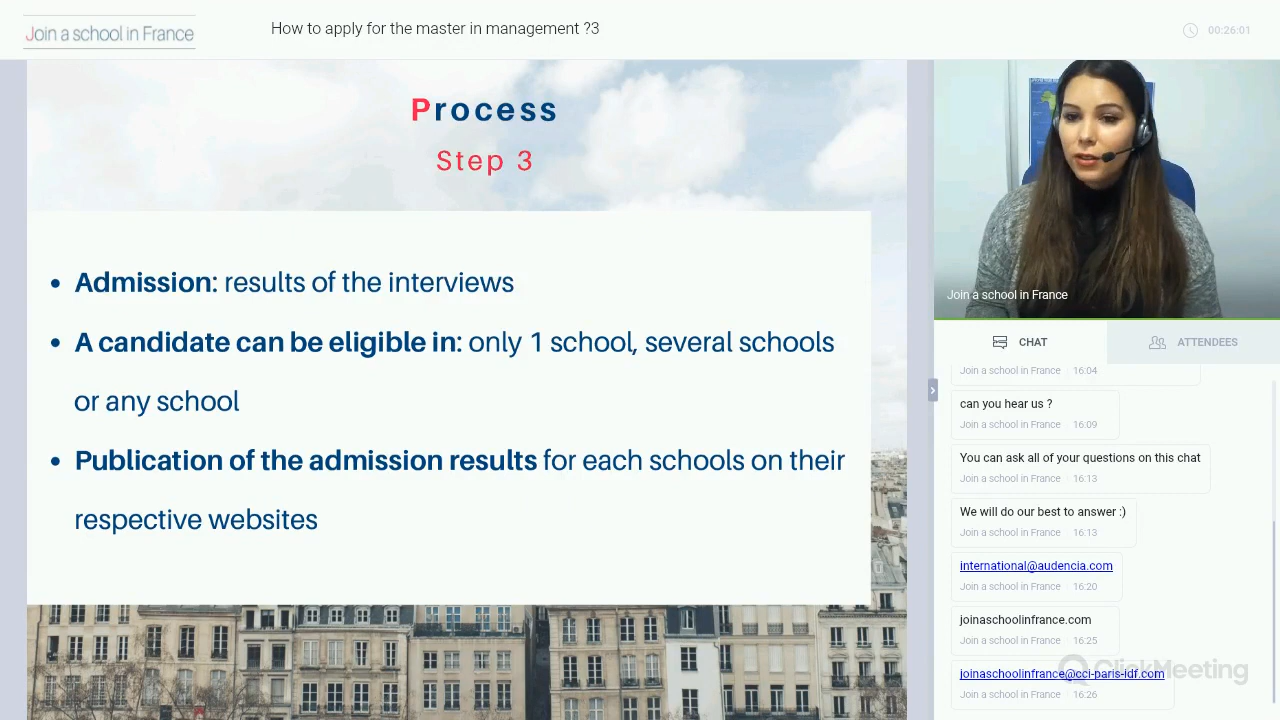 Join a school in France
How to apply for the master in management ?3
00:26:01
Process
Step 3
• Admission: results of the interviews
• A candidate can be eligible in: only 1 school, several schools
or any school
• Publication of the admission results for each schools on their
respective websites
Join a school in France
CHAT
ATTENDEES
Join a school in France 16:04
can you hear us ?
Join a school in France 16:09
You can ask all of your questions on this chat
Join a school in France 16:13
We will do our best to answer :)
Join a school in France 16:13
international@audencia.com
Join a school in France 16:20
joinaschoolinfrance.com
Join a school in France 16:25
joinaschoolinfrance@cci-paris-idf.com
Join a school in France 16:26
ClickMeeting